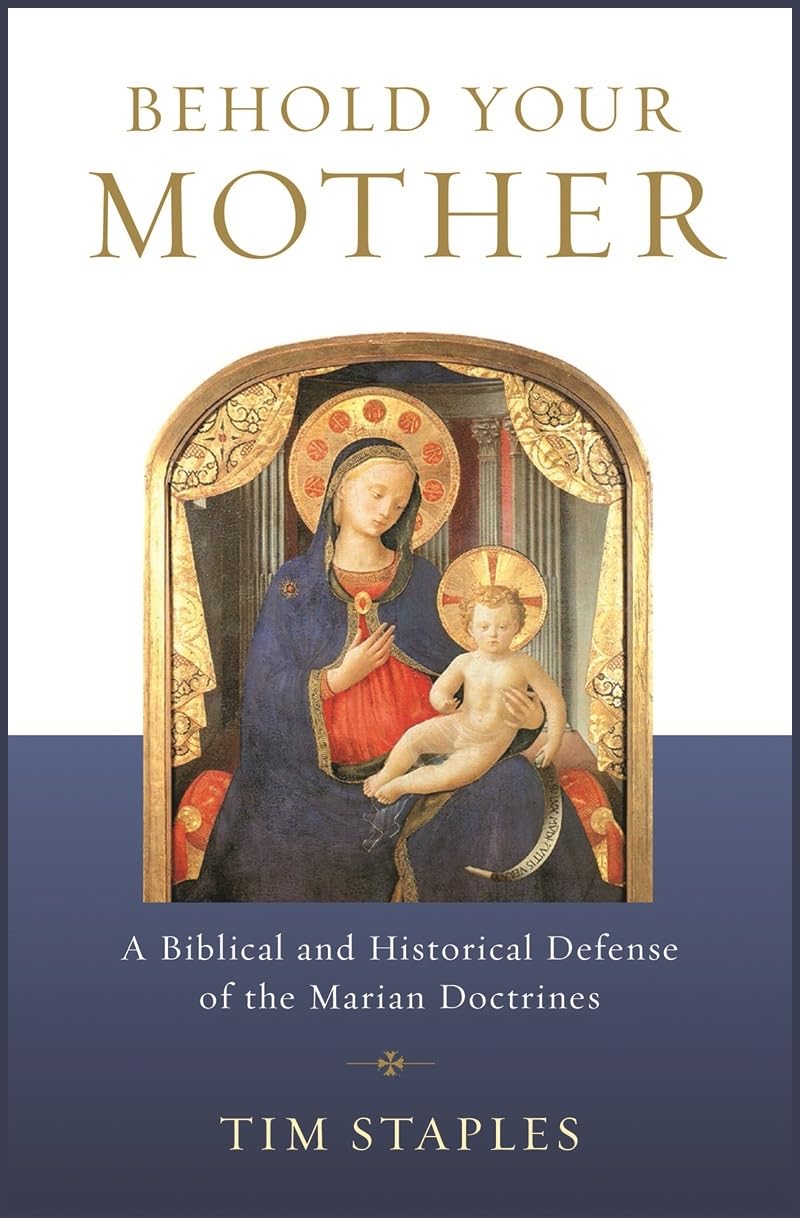 BEHOLD YOUR
MOTHER
A Biblical and Historical Defense
of the Marian Doctrines
TIM STAPLES